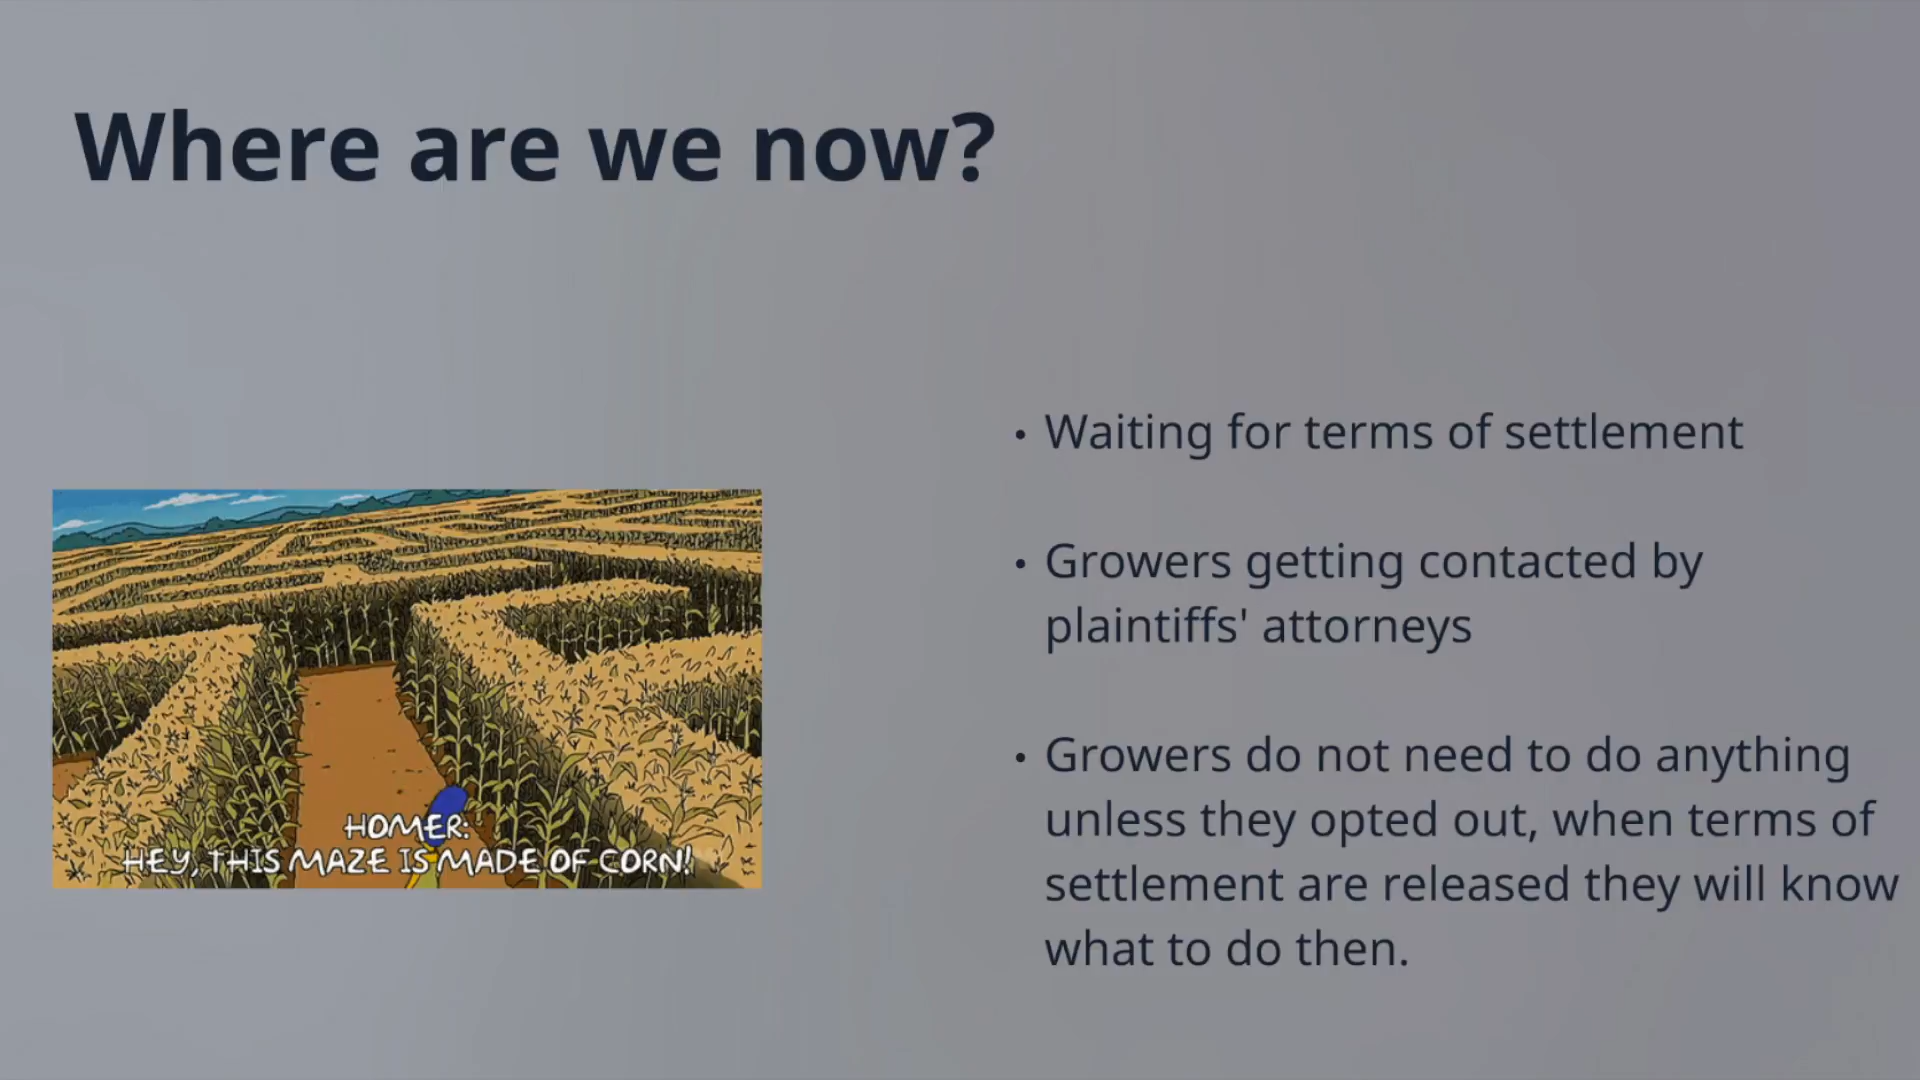 Where are we now?
HOMER:
HEY, THIS MAZE IS MADE OF CORN!
• Waiting for terms of settlement
• Growers getting contacted by
plaintiffs' attorneys
• Growers do not need to do anything
unless they opted out, when terms of
settlement are released they will know
what to do then.